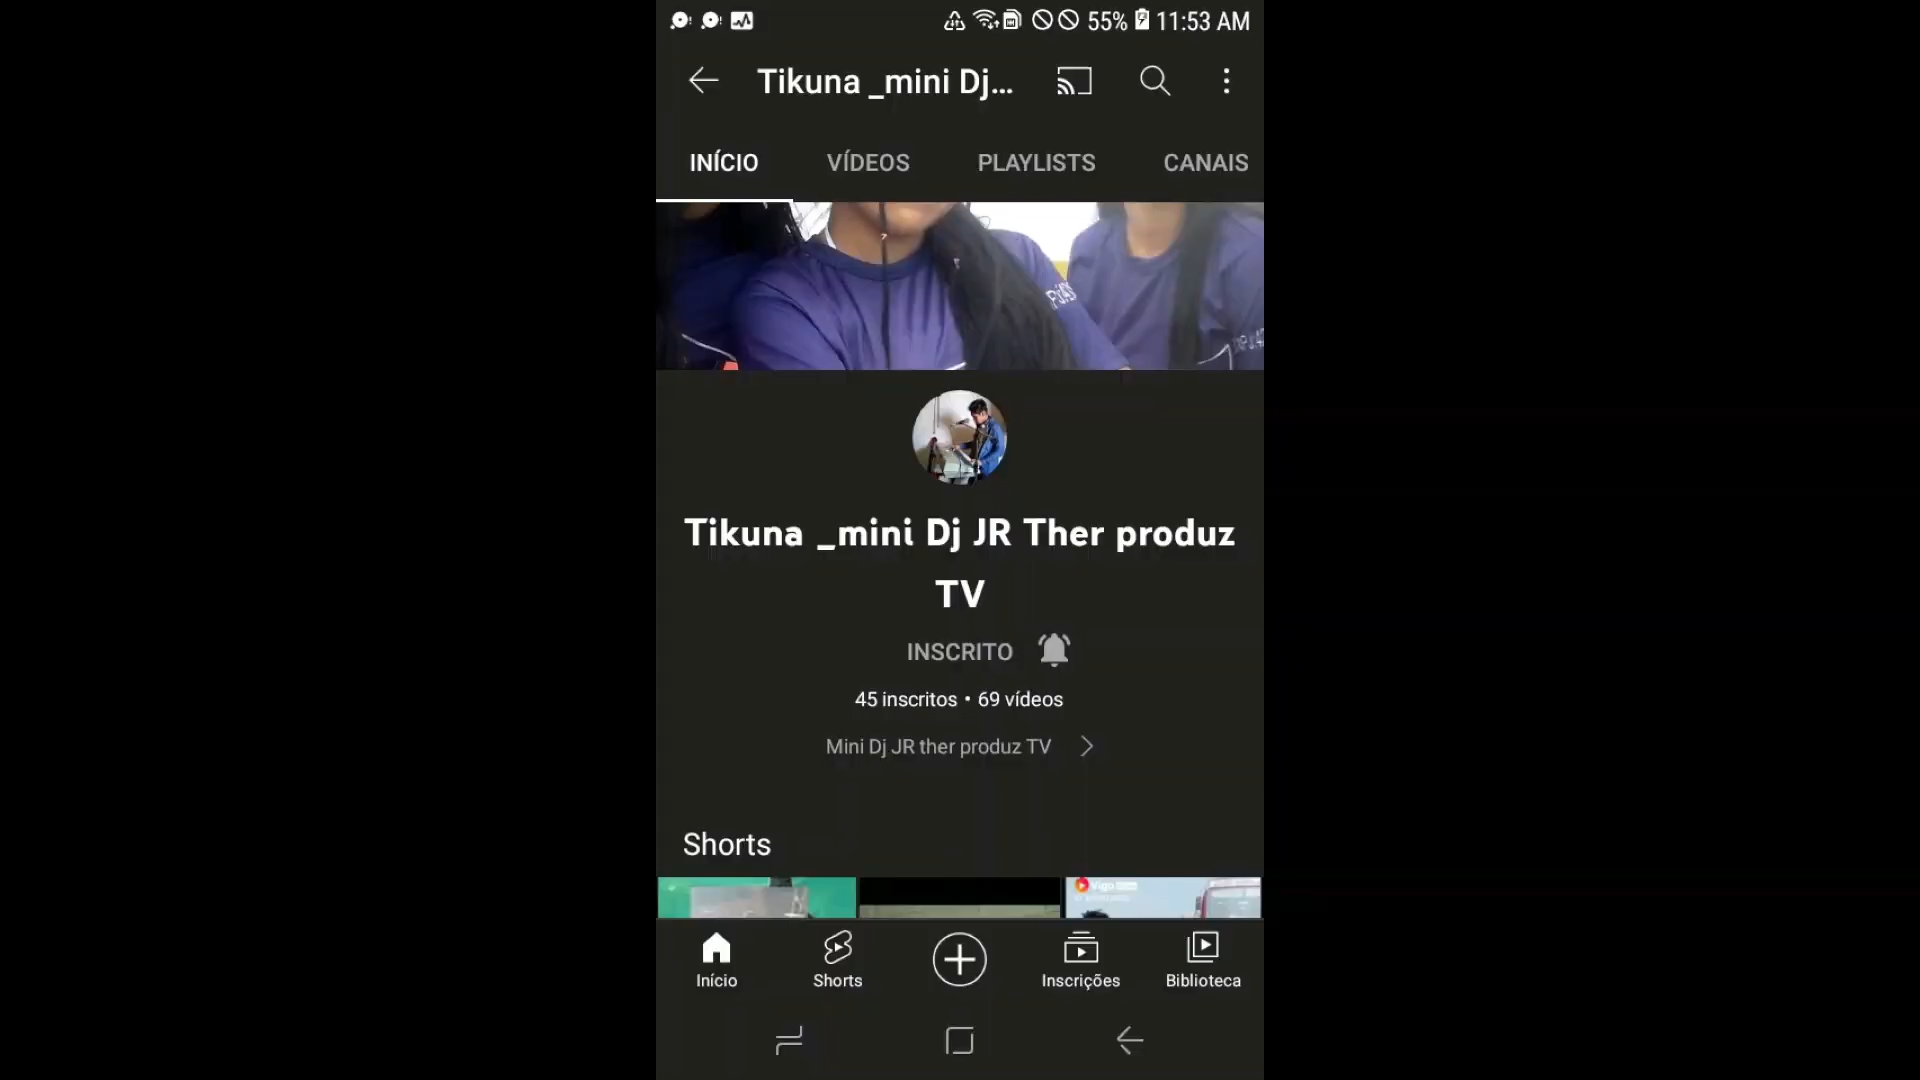 55% 11:53 AM
Tikuna _mini Dj...
INÍCIO VÍDEOS PLAYLISTS CANAIS
Tikuna _mini Dj JR Ther produz
TV
INSCRITO
45 inscritos • 69 vídeos
Mini Dj JR ther produz TV
Shorts
Vigo
Início Shorts Inscrições Biblioteca